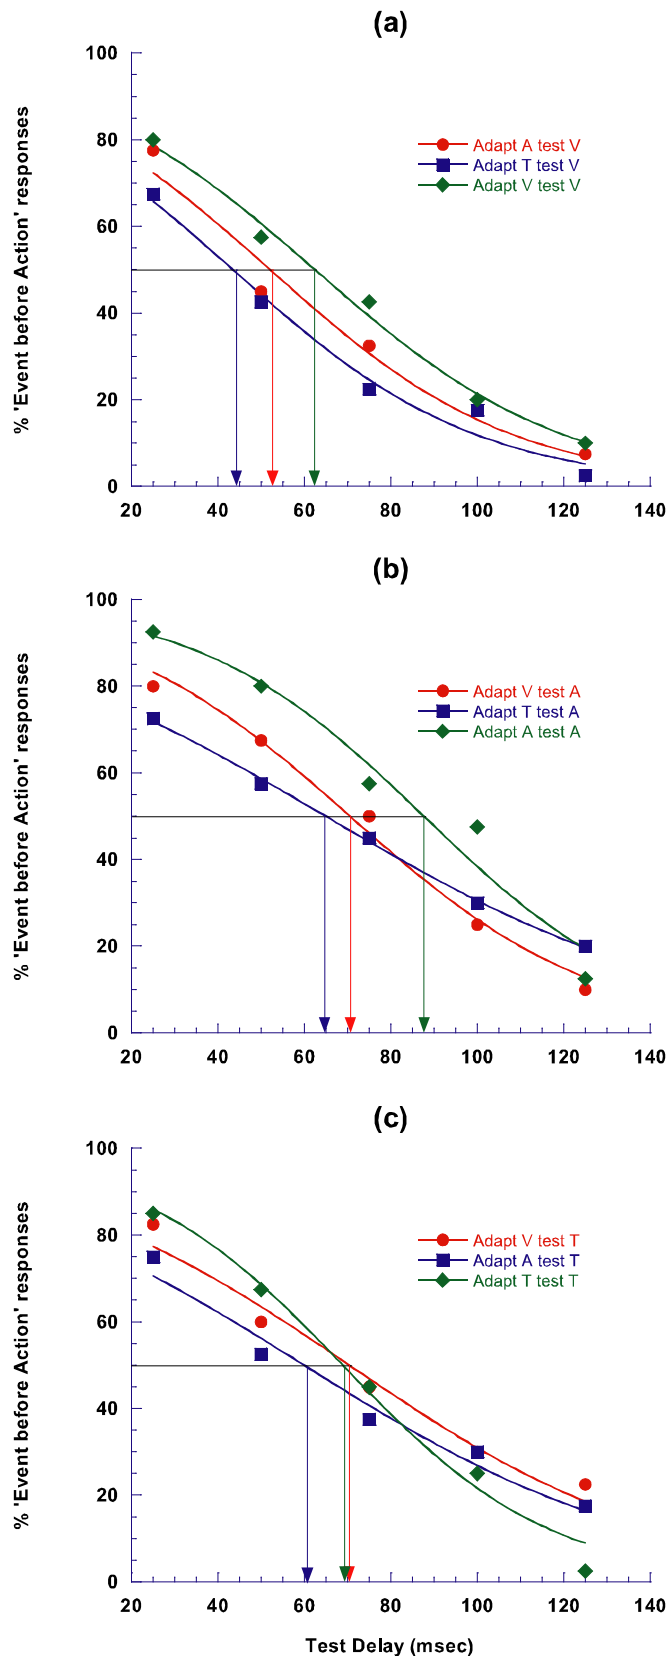 (a)
100
80
60
40
20
0
% 'Event before Action' responses
Adapt A test V
Adapt T test V
Adapt V test V
20 40 60 80 100 120 140
(b)
100
80
60
40
20
0
% 'Event before Action' responses
Adapt V test A
Adapt T test A
Adapt A test A
20 40 60 80 100 120 140
(c)
100
80
60
40
20
0
% 'Event before Action' responses
Adapt V test T
Adapt A test T
Adapt T test T
20 40 60 80 100 120 140
Test Delay (msec)